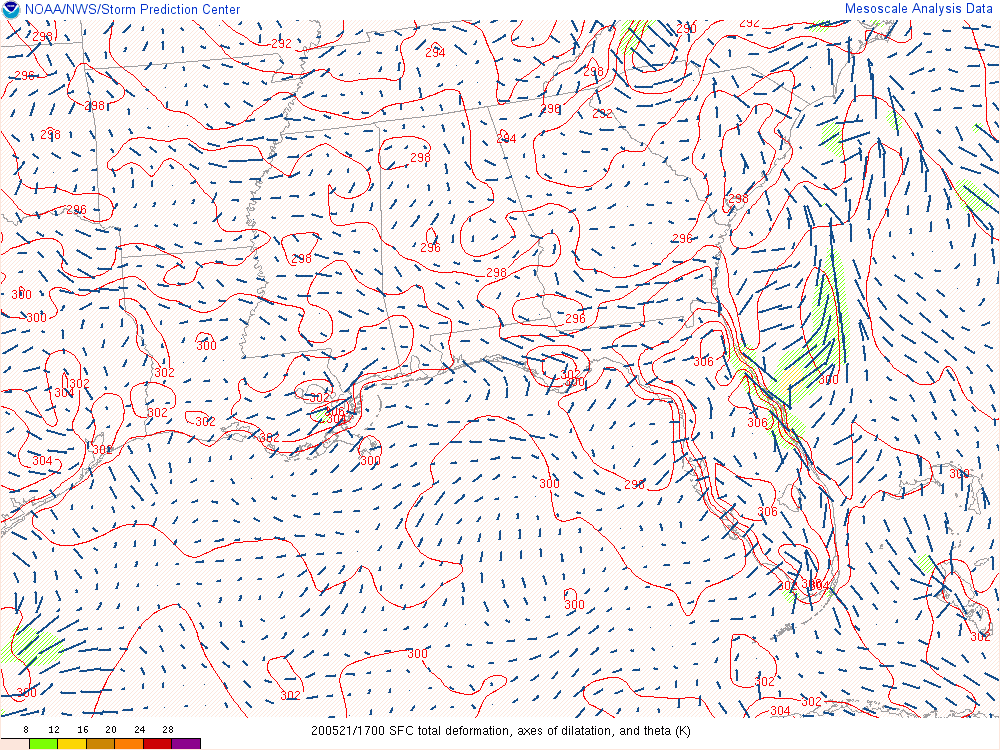 NOAA/NWS/Storm Prediction Center
Mesoscale Analysis Data
292 290
298 292
294
296 298
298 298 292
298 294
298
298
296
296 296
298 298
300
300 296
300
306
302 302 300 300
304 302
302 306
302 304 306
302 302
304 300
300 298 300
306
302 304
300
302
300
300 302 302
302
304
200521/1700 SFC total deformation, axes of dilatation, and theta (K)
8 12 16 20 24 28